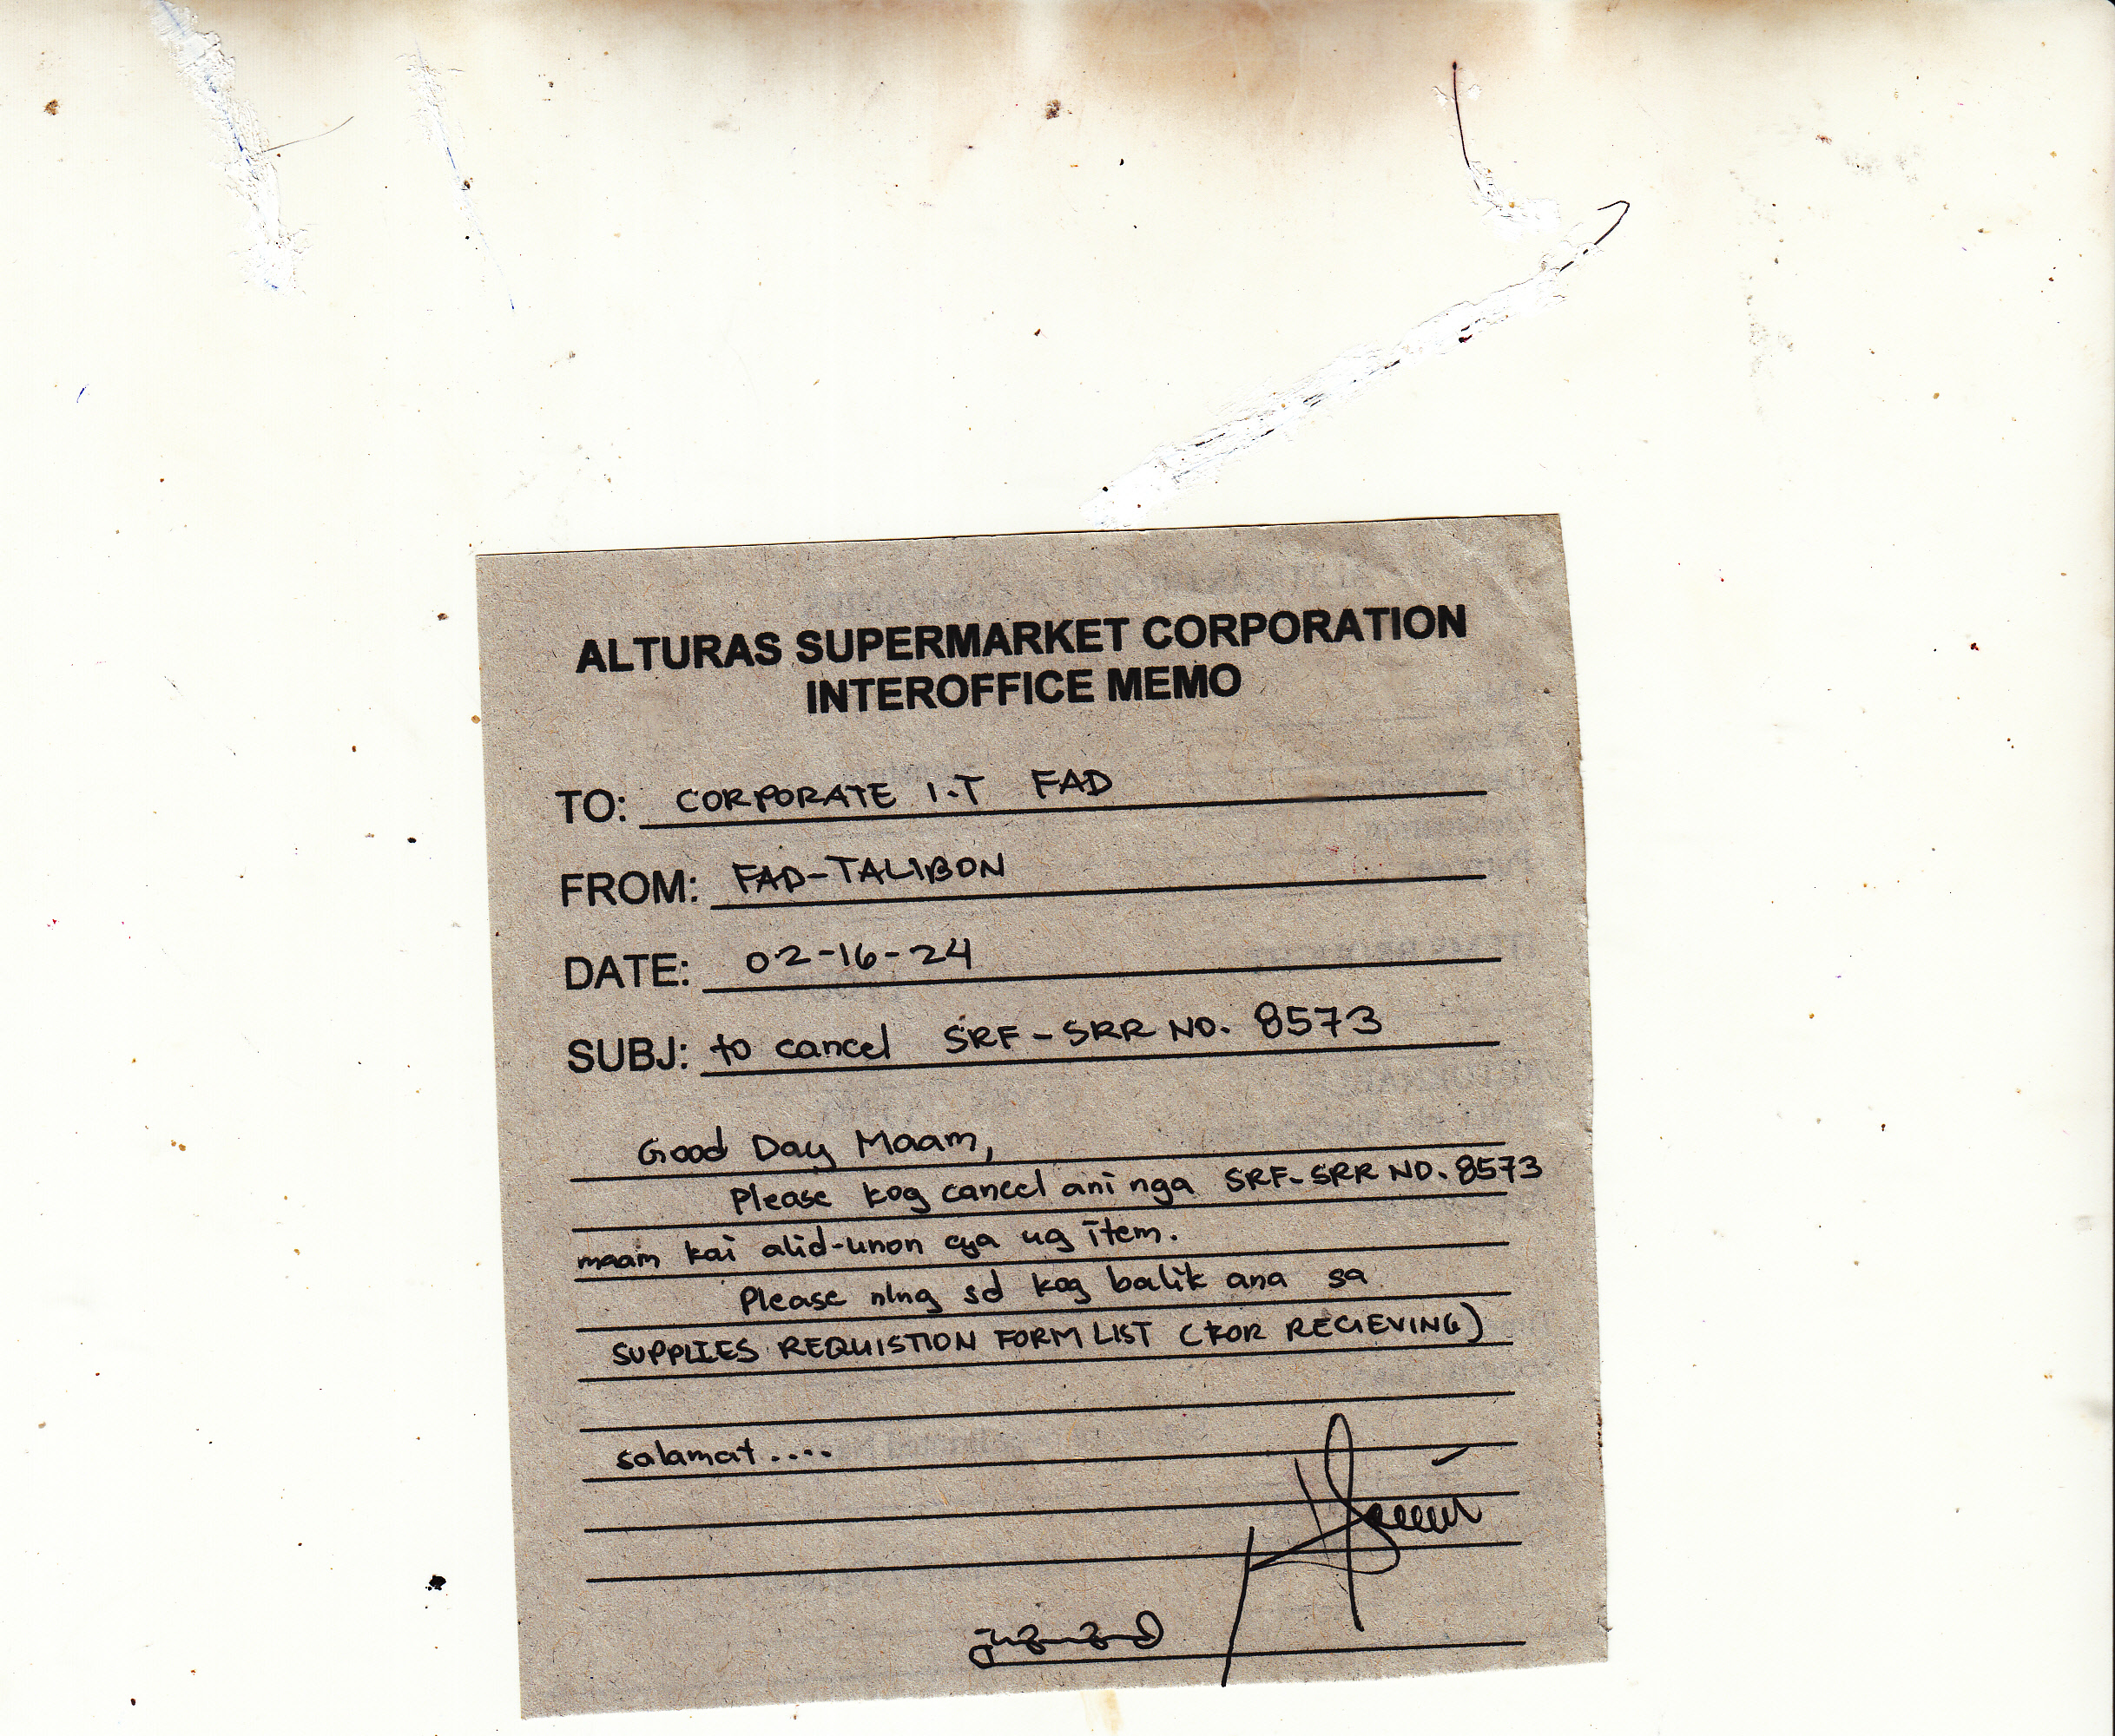 ALTURAS SUPERMARKET CORPORATION
INTEROFFICE MEMO
TO: CORPORATE I.T FAD
FROM: FAD-TALIBON
DATE: 02-16-24
SUBJ: to cancel SRF-SRR NO. 8573
Good Day Maam,
Please kog cancel ani nga SRF-SRR NO. 8573
maam kai alid-unon cya ug item.
Please nlng sd kog balik ana sa
SUPPLIES REQUISTION FORM LIST (FOR RECIEVING)
salamat....